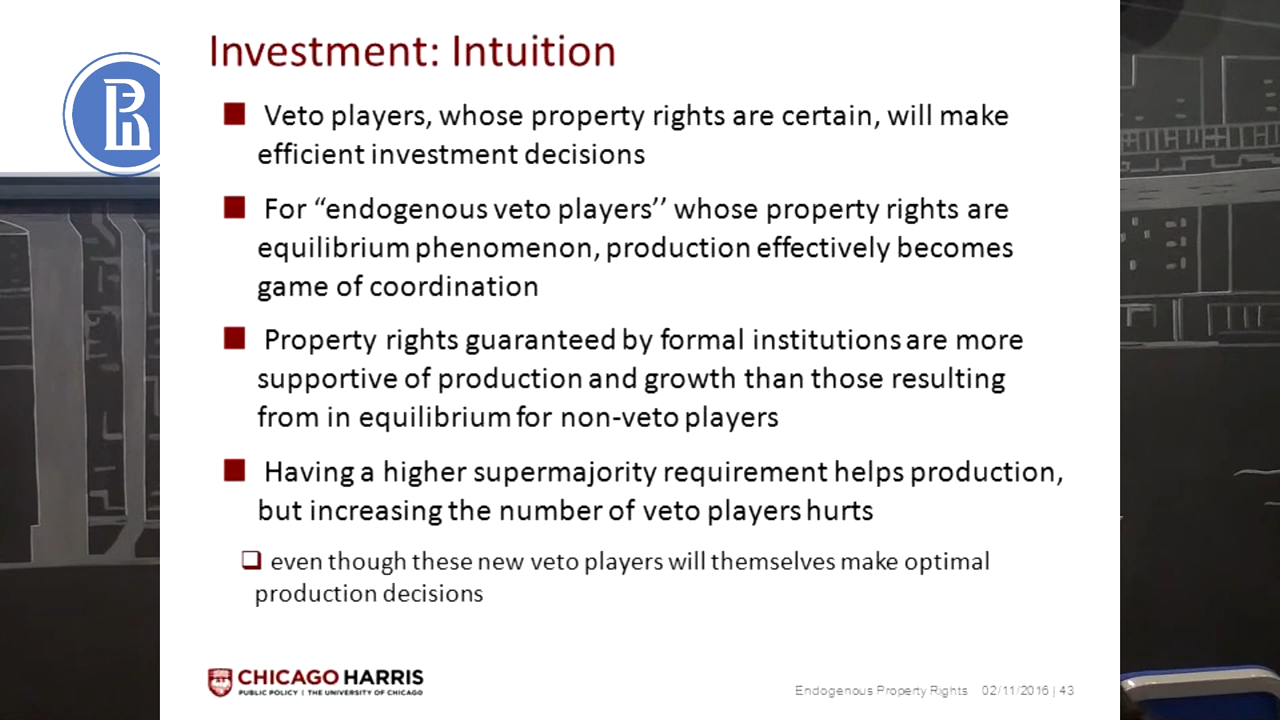 Investment: Intuition
Veto players, whose property rights are certain, will make
efficient investment decisions
For “endogenous veto players’’ whose property rights are
equilibrium phenomenon, production effectively becomes
game of coordination
Property rights guaranteed by formal institutions are more
supportive of production and growth than those resulting
from in equilibrium for non-veto players
Having a higher supermajority requirement helps production,
but increasing the number of veto players hurts
even though these new veto players will themselves make optimal
production decisions
CHICAGO HARRIS
PUBLIC POLICY | THE UNIVERSITY OF CHICAGO
Endogenous Property Rights 02/11/2016 | 43